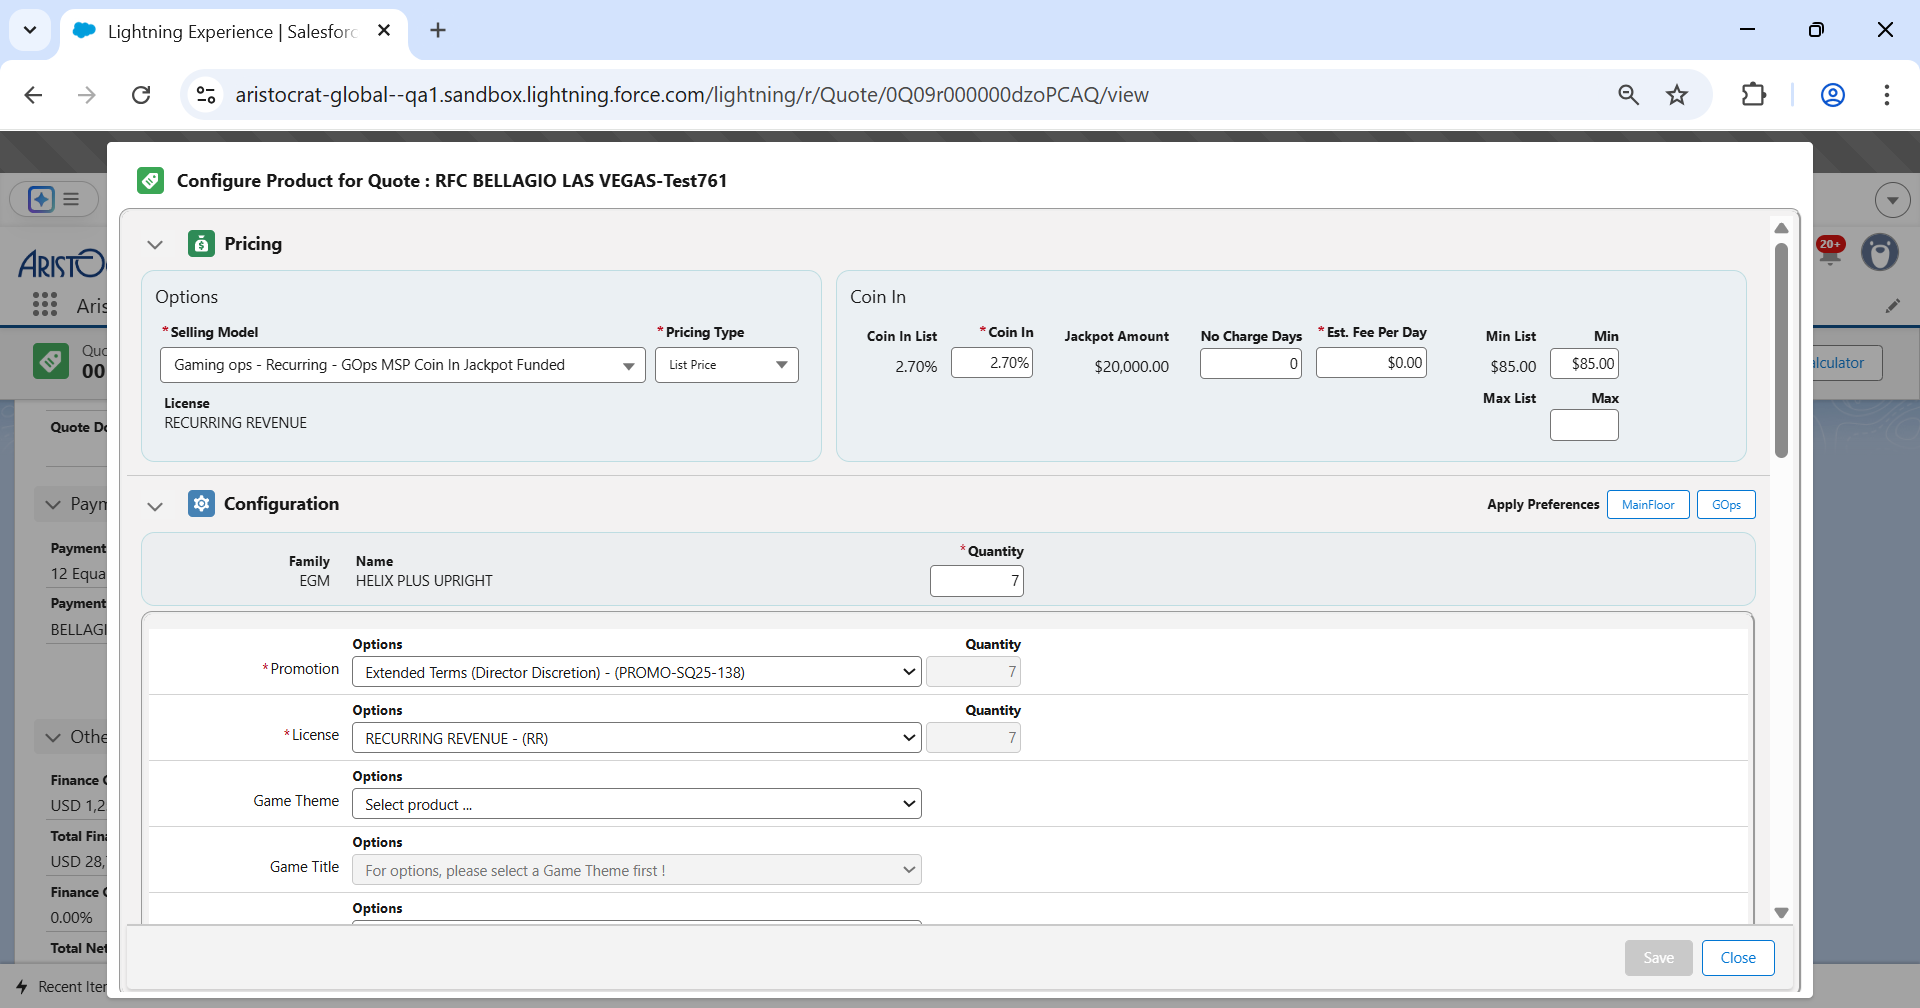 Lightning Experience | Salesforc
aristocrat-global--qa1.sandbox.lightning.force.com/lightning/r/Quote/0Q09r000000dzoPCAQ/view
Configure Product for Quote : RFC BELLAGIO LAS VEGAS-Test761
Pricing
Options
*Selling Model
*Pricing Type
Gaming ops - Recurring - GOps MSP Coin In Jackpot Funded
List Price
License
RECURRING REVENUE
Coin In
Coin In List
*Coin In
Jackpot Amount
No Charge Days
*Est. Fee Per Day
Min List
Min
2.70%
2.70%
$20,000.00
0
$0.00
$85.00
$85.00
Max List
Max
Configuration
Apply Preferences
MainFloor
GOps
Family
Name
*Quantity
EGM
HELIX PLUS UPRIGHT
7
Options
Quantity
*Promotion
Extended Terms (Director Discretion) - (PROMO-SQ25-138)
7
Options
Quantity
*License
RECURRING REVENUE - (RR)
7
Options
Game Theme
Select product ...
Options
Game Title
For options, please select a Game Theme first !
Options
Save
Close
20+
ARISTOC
Aris
Quo
00
alculator
Quote Do
Paym
Payment
12 Equa
Payment
BELLAGI
Othe
Finance C
USD 1,2
Total Fina
USD 28,
Finance C
0.00%
Total Net
Recent Iter